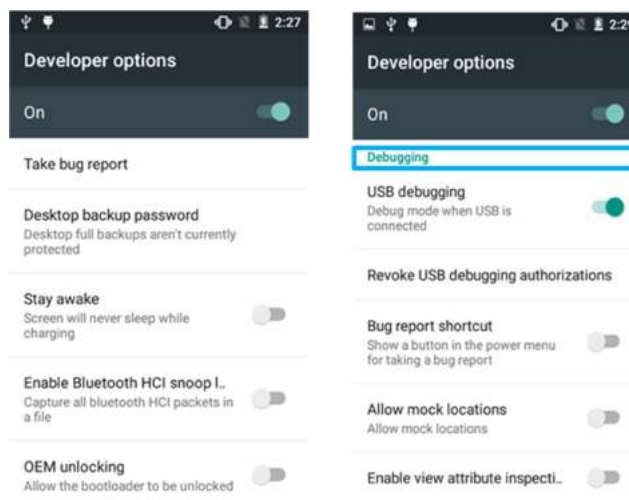 2:27
Developer options
On
Take bug report
Desktop backup password
Desktop full backups aren't currently
protected
Stay awake
Screen will never sleep while
charging
Enable Bluetooth HCI snoop l..
Capture all bluetooth HCI packets in
a file
OEM unlocking
Allow the bootloader to be unlocked
2:29
Developer options
On
Debugging
USB debugging
Debug mode when USB is
connected
Revoke USB debugging authorizations
Bug report shortcut
Show a button in the power menu
for taking a bug report
Allow mock locations
Allow mock locations
Enable view attribute inspecti..